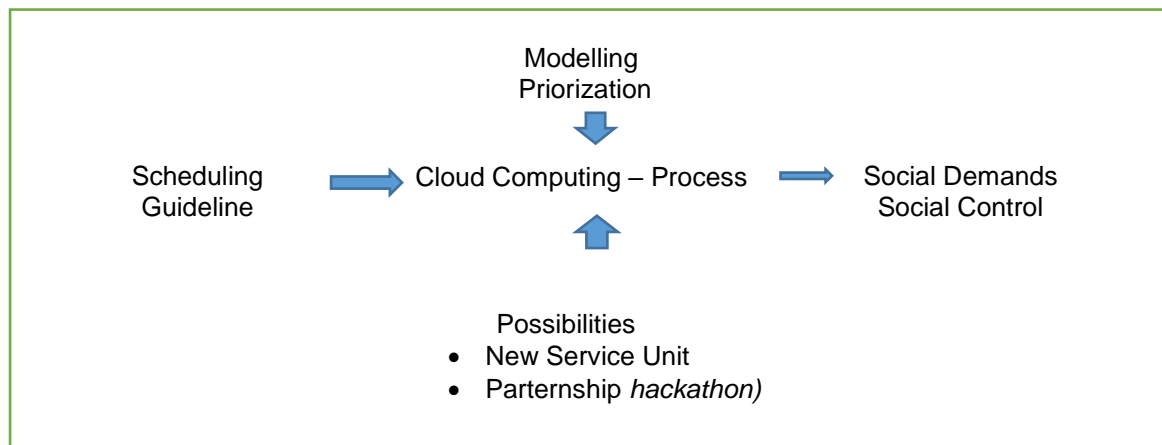 Modelling
Priorization
Scheduling
Guideline
Cloud Computing – Process
Social Demands
Social Control
Possibilities
• New Service Unit
• Parternship hackathon)